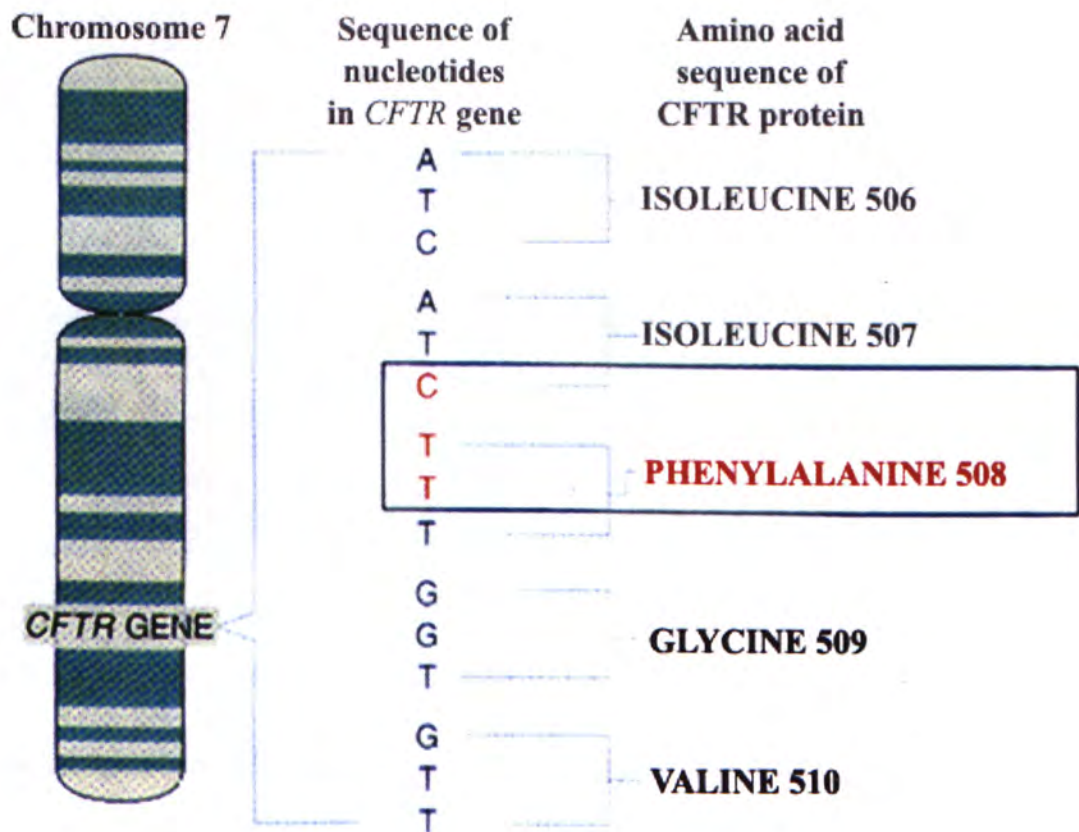 Chromosome 7
Sequence of
nucleotides
in CFTR gene
Amino acid
sequence of
CFTR protein
A
T
C
ISOLEUCINE 506
A
T
C
ISOLEUCINE 507
T
T
T
PHENYLALANINE 508
G
G
T
GLYCINE 509
G
T
T
VALINE 510
CFTR GENE